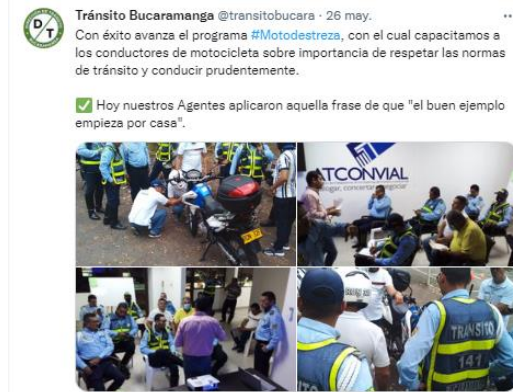 Tránsito Bucaramanga @transitobucara · 26 may.
Con éxito avanza el programa #Motodestreza, con el cual capacitamos a
los conductores de motocicleta sobre importancia de respetar las normas
de tránsito y conducir prudentemente.
✅ Hoy nuestros Agentes aplicaron aquella frase de que "el buen ejemplo
empieza por casa".
DT
ATCONVIAL
concertar
TRANSITO
141